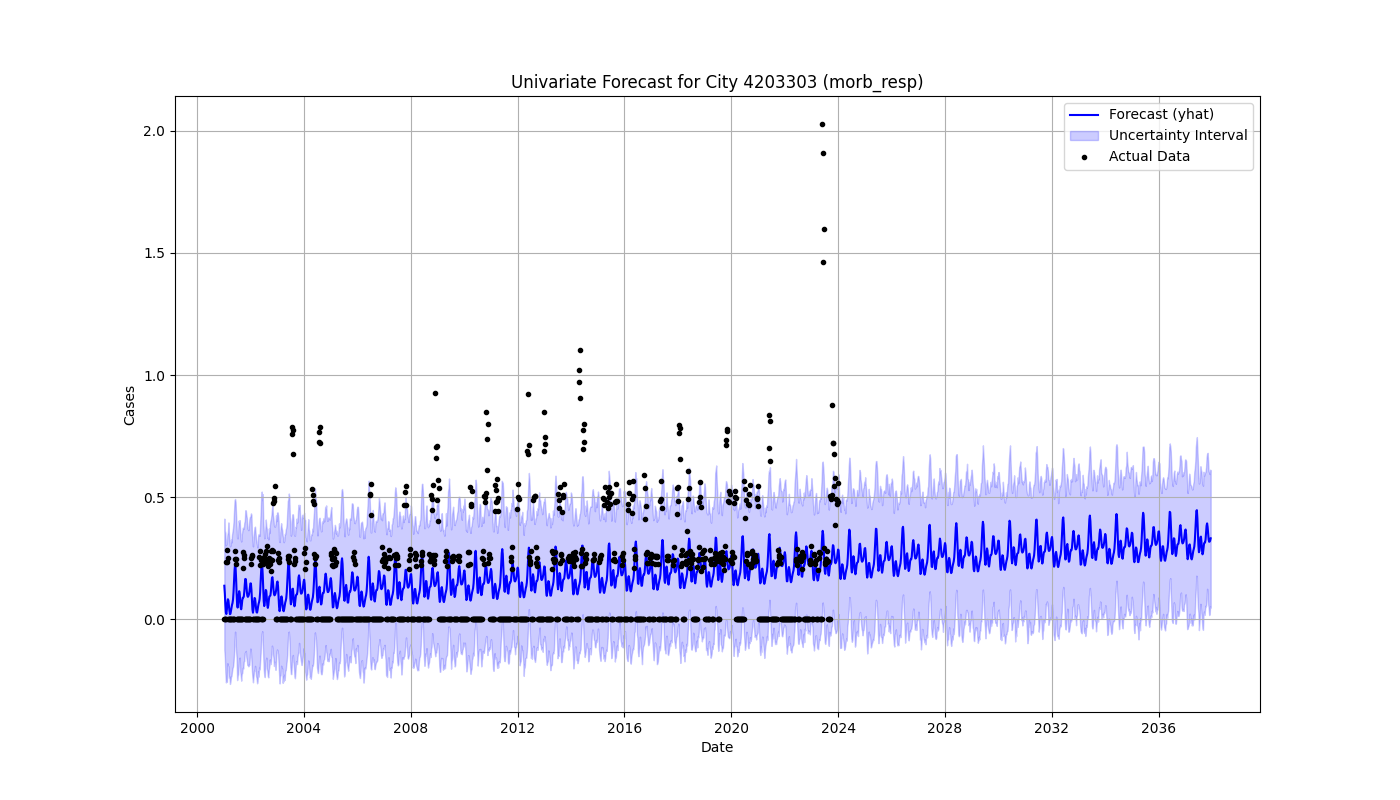 Univariate Forecast for City 4203303 (morb_resp)
Forecast (yhat)
Uncertainty Interval
Actual Data
2.0
1.5
1.0
0.5
0.0
Cases
2000 2004 2008 2012 2016 2020 2024 2028 2032 2036
Date